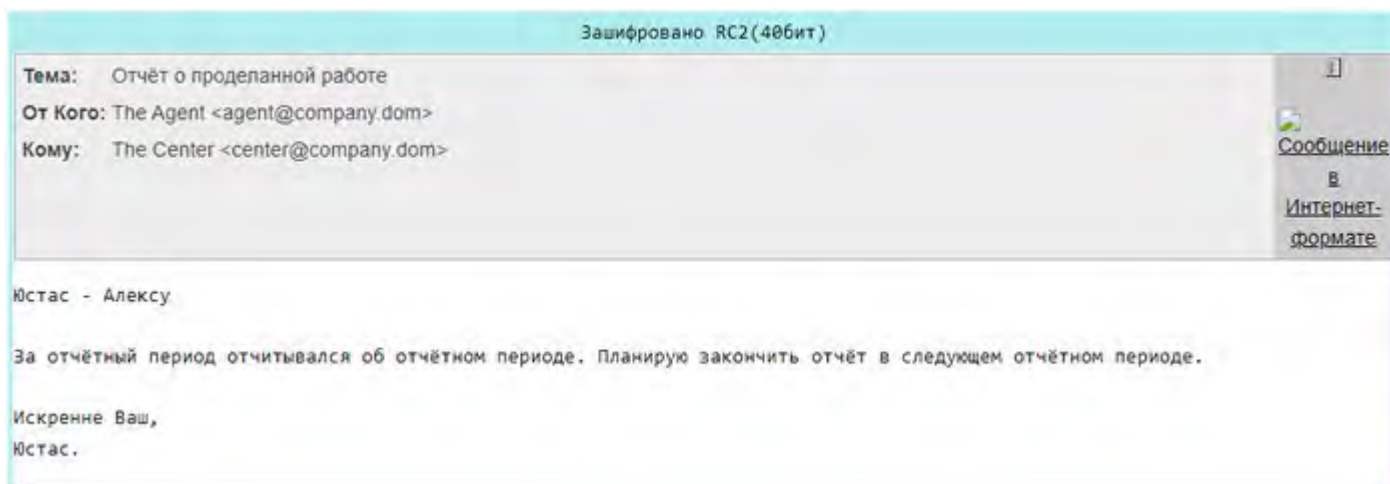 Зашифровано RC2(40бит)
Тема: Отчёт о проделанной работе
От Кого: The Agent <agent@company.dom>
Кому: The Center <center@company.dom>
Сообщение
в
Интернет-
формате
Юстас - Алексу
За отчётный период отчитывался об отчётном периоде. Планирую закончить отчёт в следующем отчётном периоде.
Искренне Ваш,
Юстас.